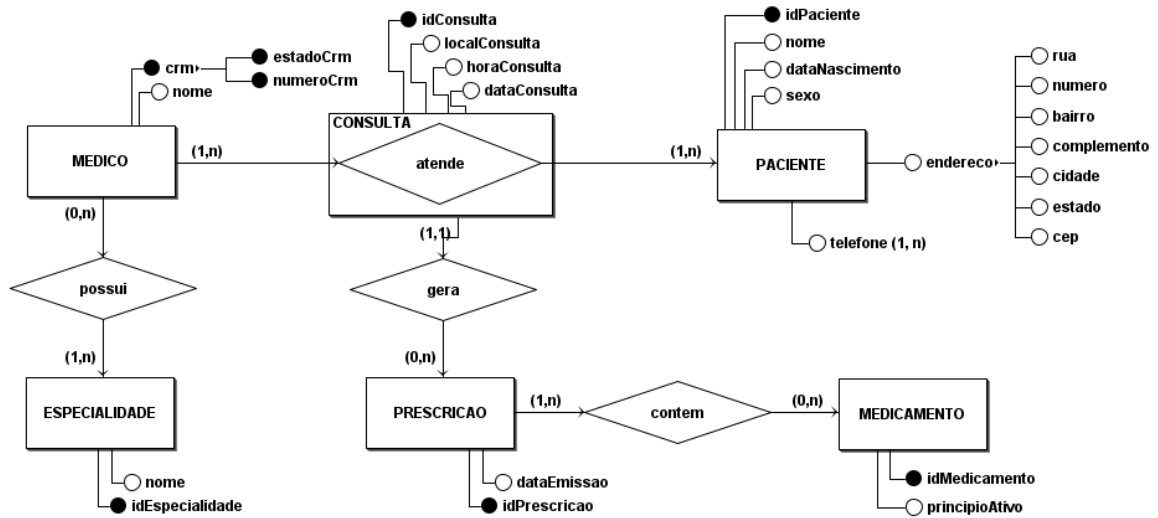 idConsulta
localConsulta
horaConsulta
dataConsulta
idPaciente
nome
dataNascimento
sexo
crm
estadoCrm
numeroCrm
nome
rua
numero
bairro
complemento
cidade
estado
cep
CONSULTA
MEDICO
(1,n)
atende
(1,n)
PACIENTE
endereco
(0,n)
(1,1)
telefone (1, n)
possui
gera
(1,n)
(0,n)
ESPECIALIDADE
PRESCRICAO
(1,n)
contem
(0,n)
MEDICAMENTO
nome
idEspecialidade
dataEmissao
idPrescricao
idMedicamento
principioAtivo